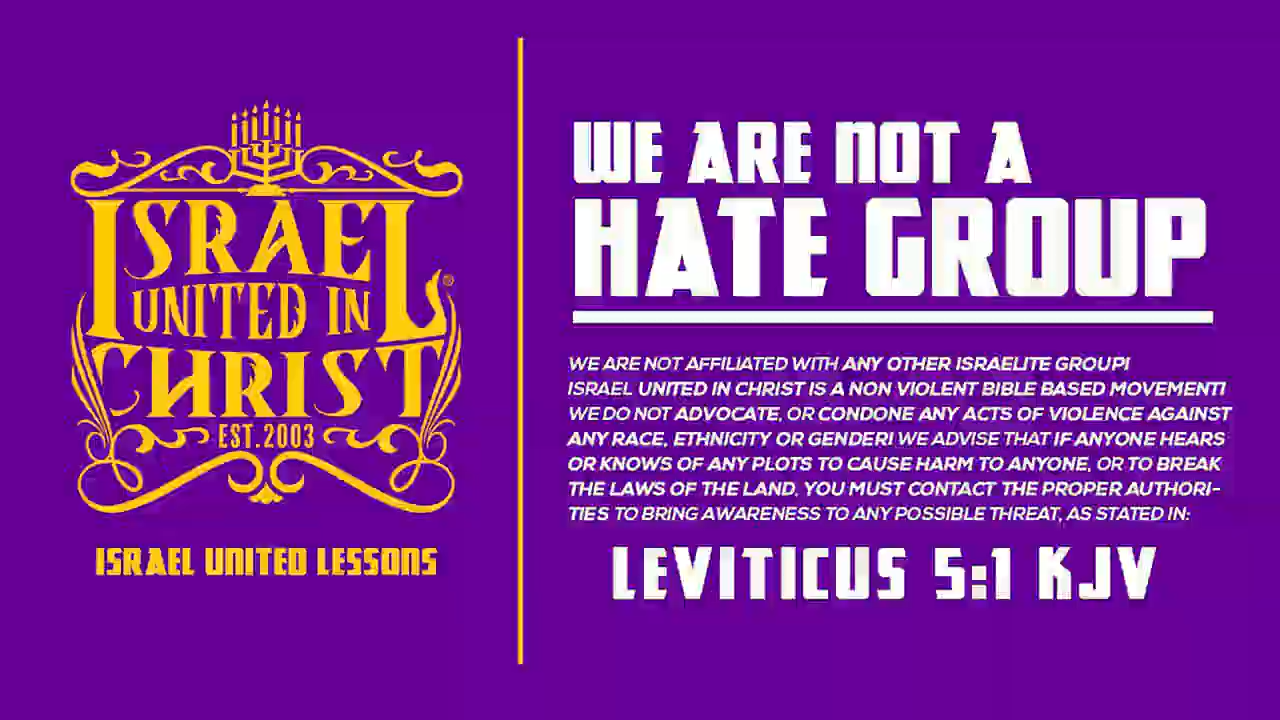 ISRAEL
UNITED IN
CHRIST
®
EST. 2003
ISRAEL UNITED LESSONS
WE ARE NOT A
HATE GROUP
WE ARE NOT AFFILIATED WITH ANY OTHER ISRAELITE GROUP!
ISRAEL UNITED IN CHRIST IS A NON VIOLENT BIBLE BASED MOVEMENT!
WE DO NOT ADVOCATE, OR CONDONE ANY ACTS OF VIOLENCE AGAINST
ANY RACE, ETHNICITY OR GENDER! WE ADVISE THAT IF ANYONE HEARS
OR KNOWS OF ANY PLOTS TO CAUSE HARM TO ANYONE, OR TO BREAK
THE LAWS OF THE LAND, YOU MUST CONTACT THE PROPER AUTHORI-
TIES TO BRING AWARENESS TO ANY POSSIBLE THREAT, AS STATED IN:
LEVITICUS 5:1 KJV